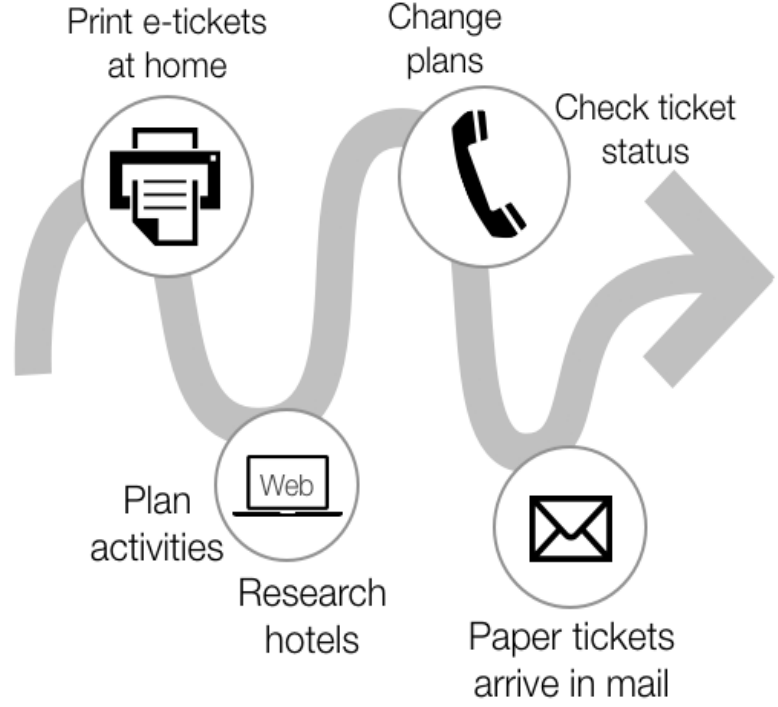 Print e-tickets
at home
Change
plans
Check ticket
status
Web
Plan
activities
Research
hotels
Paper tickets
arrive in mail